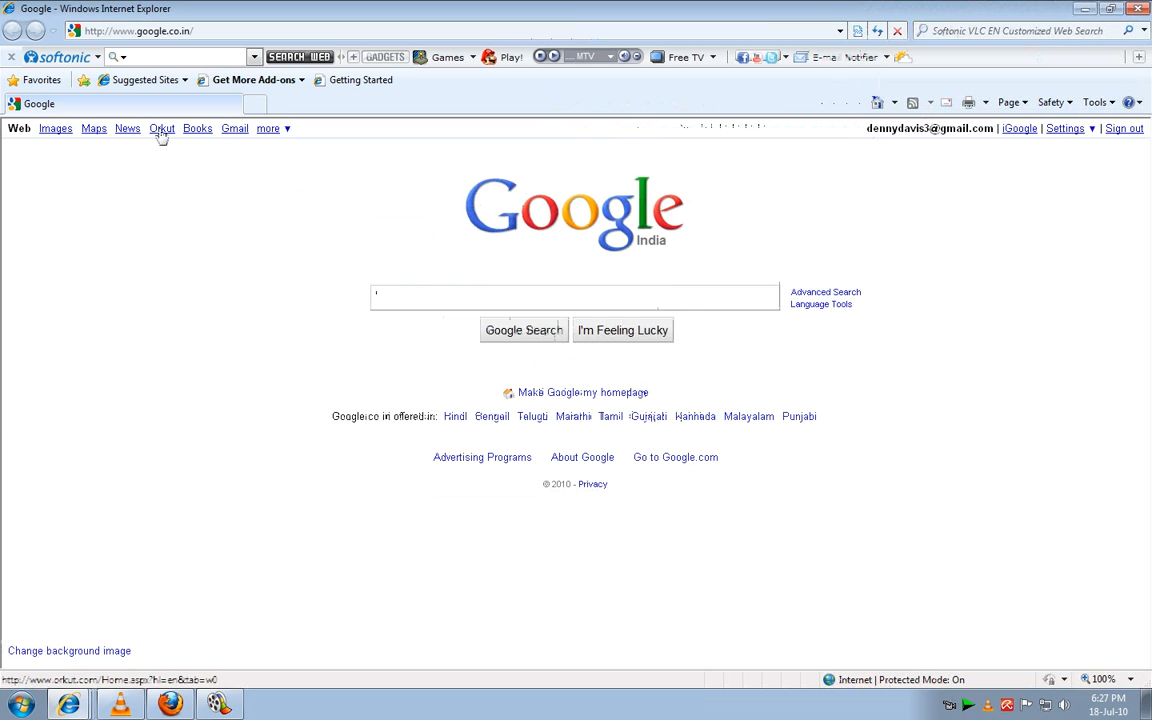 Google - Windows Internet Explorer
http://www.google.co.in/
Softonic VLC EN Customized Web Search
softonic
SEARCH WEB
GADGETS
Games
Play!
MTV
Free TV
E-mail Notifier
Favorites
Suggested Sites
Get More Add-ons
Getting Started
Google
Page
Safety
Tools
Web Images Maps News Orkut Books Gmail more ▼
dennydavis3@gmail.com | iGoogle | Settings ▼ | Sign out
Google
India
Advanced Search
Language Tools
Google Search
I'm Feeling Lucky
Make Google my homepage
Google.co.in offered in: Hindi Bengali Telugu Marathi Tamil Gujarati Kannada Malayalam Punjabi
Advertising Programs About Google Go to Google.com
© 2010 - Privacy
Change background image
http://www.orkut.com/Home.aspx?hl=en&tab=w0
Internet | Protected Mode: On
100%
6:27 PM
18-Jul-10